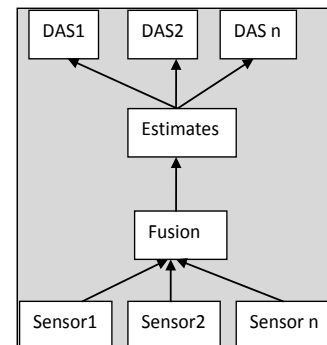 DAS1 DAS2 DAS n
Estimates
Fusion
Sensor1 Sensor2 Sensor n